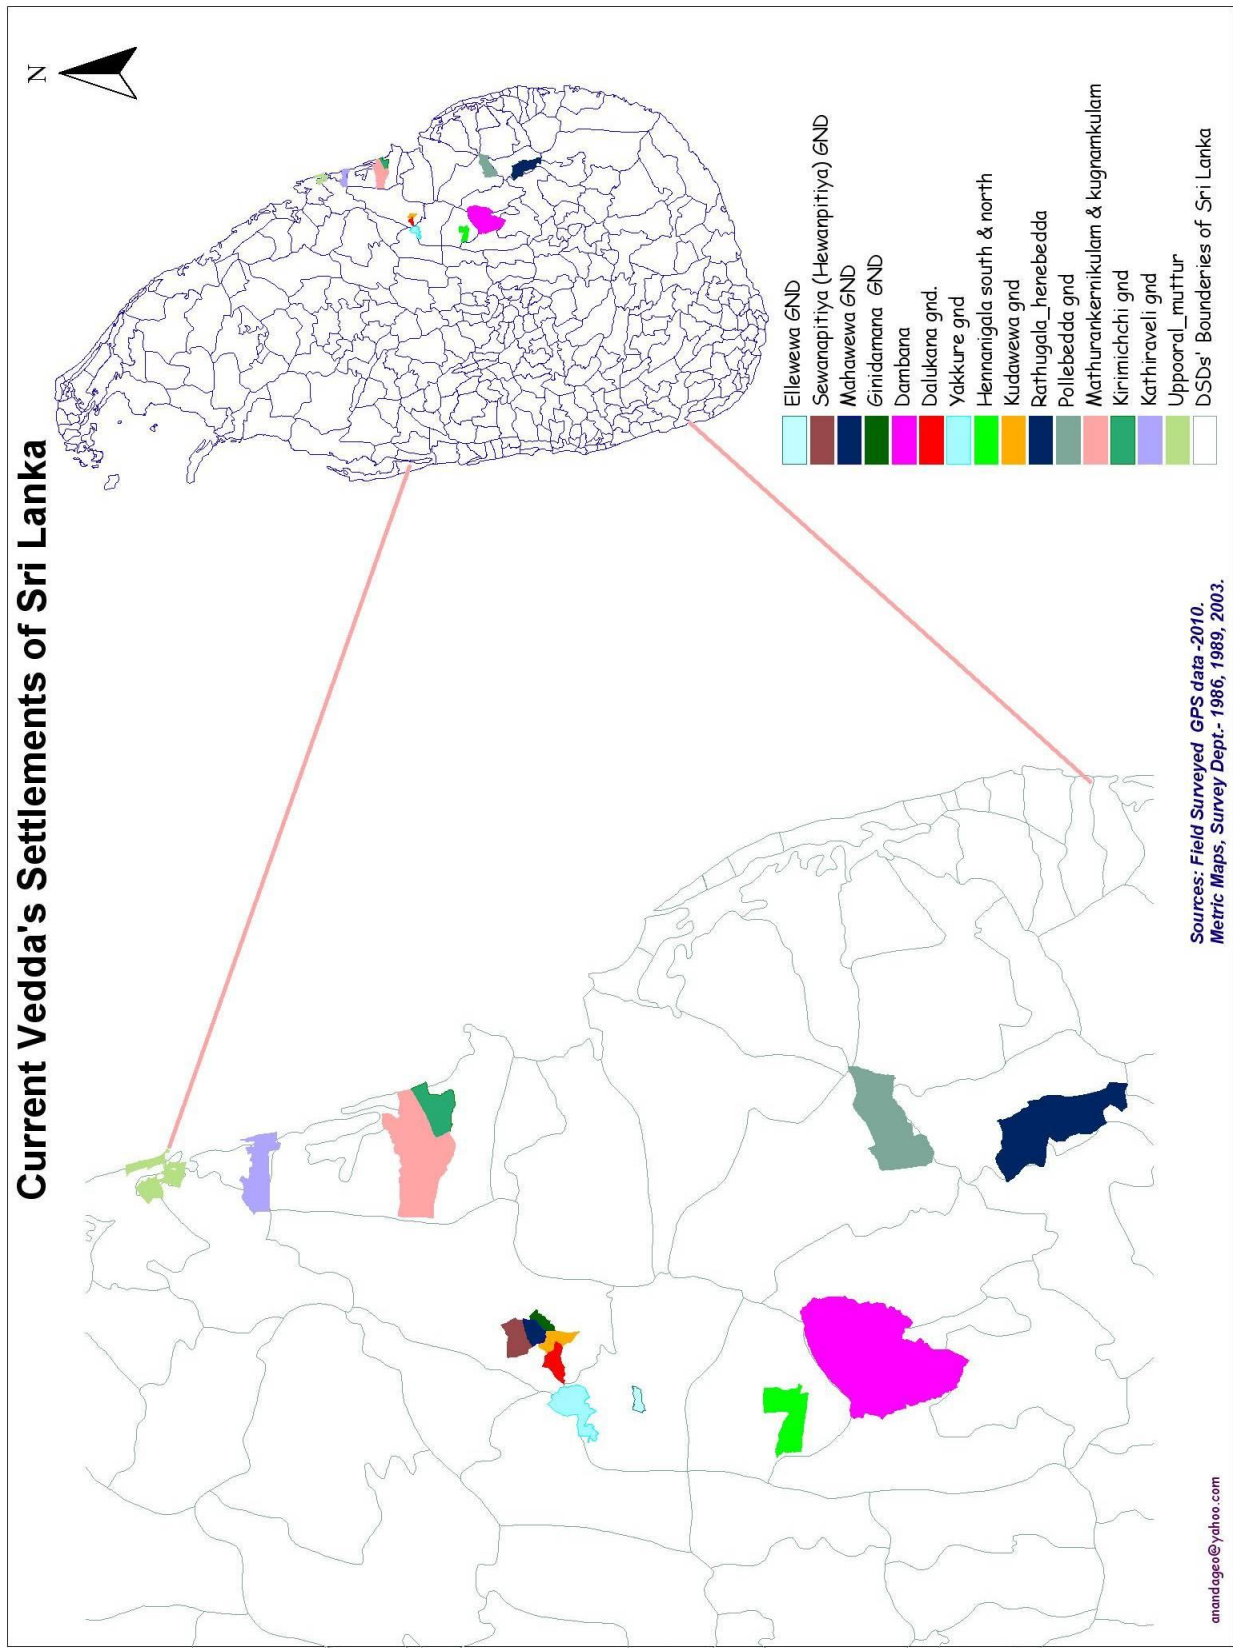 Current Vedda's Settlements of Sri Lanka
N
Ellewewa GND
Sewanapitiya (Hewanpitiya) GND
Mahawewa GND
Ginidamana GND
Dambana
Dalukana gnd.
Yakkure gnd
Hennanigala south & north
Kudawewa gnd
Rathugala_henebedda
Pollebedda gnd
Mathurankernikulam & kugnamkulam
Kirimichchi gnd
Kathiraveli gnd
Upporal_muttur
DSDs' Bounderies of Sri Lanka
Sources: Field Surveyed GPS data -2010.
Metric Maps, Survey Dept.- 1986, 1989, 2003.
anandageo@yahoo.com